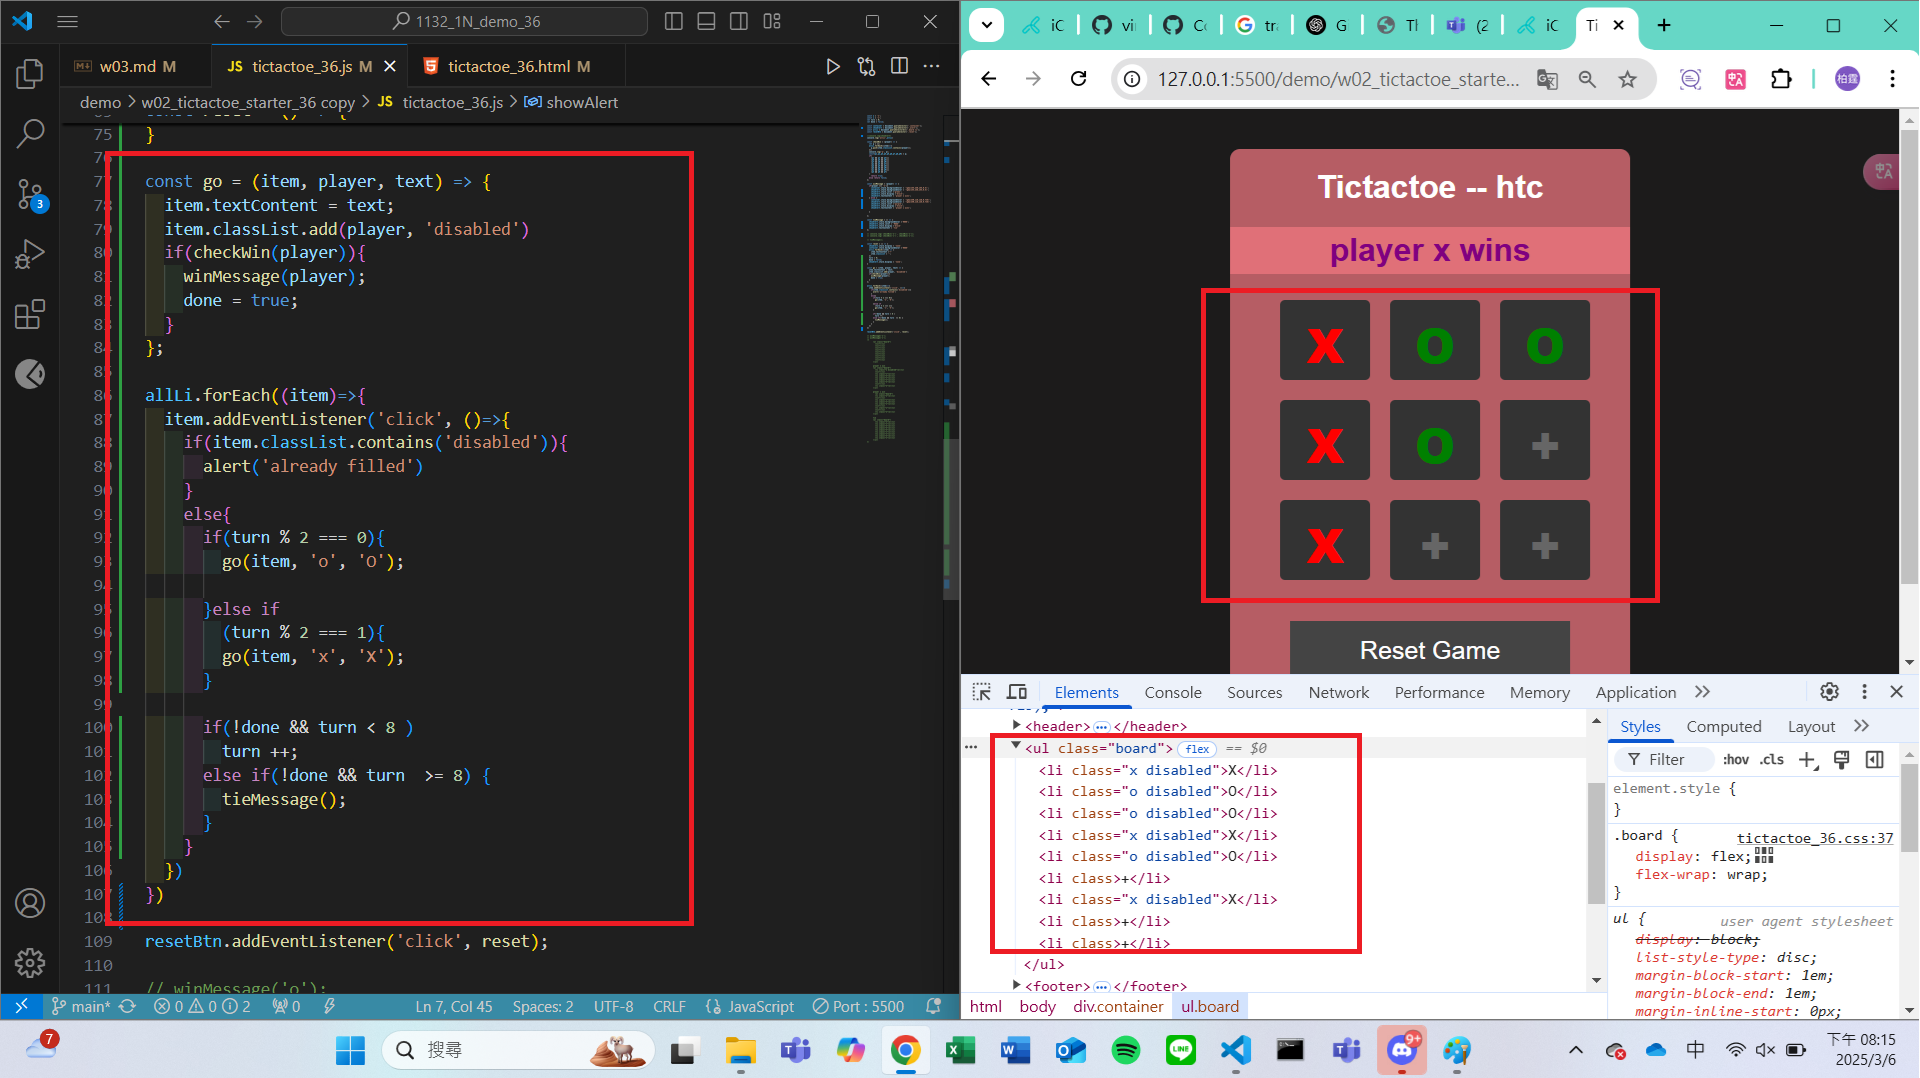 1132_1N_demo_36
w03.md M
JS tictactoe_36.js M
tictactoe_36.html M
demo > w02_tictactoe_starter_36 copy > JS tictactoe_36.js > showAlert
75 }
76
77 const go = (item, player, text) => {
78 item.textContent = text;
79 item.classList.add(player, 'disabled')
80 if(checkWin(player)){
81 winMessage(player);
82 done = true;
83 }
84 };
85
86 allLi.forEach((item)=>{
87 item.addEventListener('click', ()=>{
88 if(item.classList.contains('disabled')){
89 alert('already filled')
90 }
91 else{
92 if(turn % 2 === 0){
93 go(item, 'o', 'O');
94
95 }else if
96 (turn % 2 === 1){
97 go(item, 'x', 'X');
98 }
99
100 if(!done && turn < 8 )
101 turn ++;
102 else if(!done && turn >= 8) {
103 tieMessage();
104 }
105 }
106 })
107 })
108
109 resetBtn.addEventListener('click', reset);
110
111 // winMessage('o');
3
main* 0 0 2 0 Ln 7, Col 45 Spaces: 2 UTF-8 CRLF {} JavaScript Port : 5500
iC
vi
G
tr
G
Tl
(2
iC
Ti
127.0.0.1:5500/demo/w02_tictactoe_starte...
柏霆
Tictactoe -- htc
player x wins
X O O
X O +
X + +
Reset Game
Elements Console Sources Network Performance Memory Application
<header> </header>
<ul class="board"> flex == $0
<li class="x disabled">X</li>
<li class="o disabled">O</li>
<li class="o disabled">O</li>
<li class="x disabled">X</li>
<li class="o disabled">O</li>
<li class>+</li>
<li class="x disabled">X</li>
<li class>+</li>
<li class>+</li>
</ul>
<footer> </footer>
html body div.container ul.board
Styles Computed Layout
Filter :hov .cls
element.style {
}
.board { tictactoe_36.css:37
display: flex;
flex-wrap: wrap;
}
ul { user agent stylesheet
display: block;
list-style-type: disc;
margin-block-start: 1em;
margin-block-end: 1em;
margin-inline-start: 0px;
7
搜尋
9+
中
下午 08:15
2025/3/6